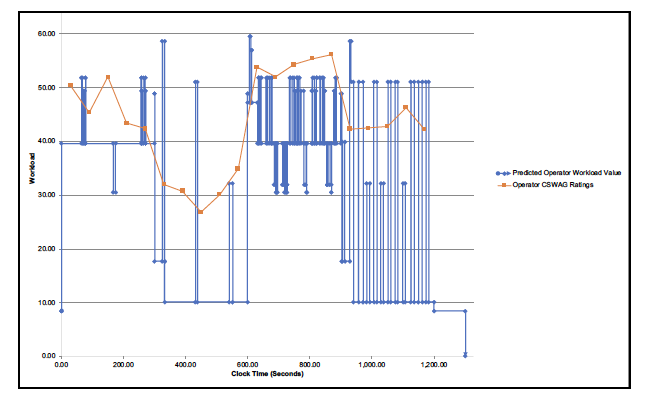 60.00
50.00
40.00
30.00
20.00
10.00
0.00
Workload
0.00 200.00 400.00 600.00 800.00 1,000.00 1,200.00
Clock Time (Seconds)
Predicted Operator Workload Value
Operator CSWAG Ratings